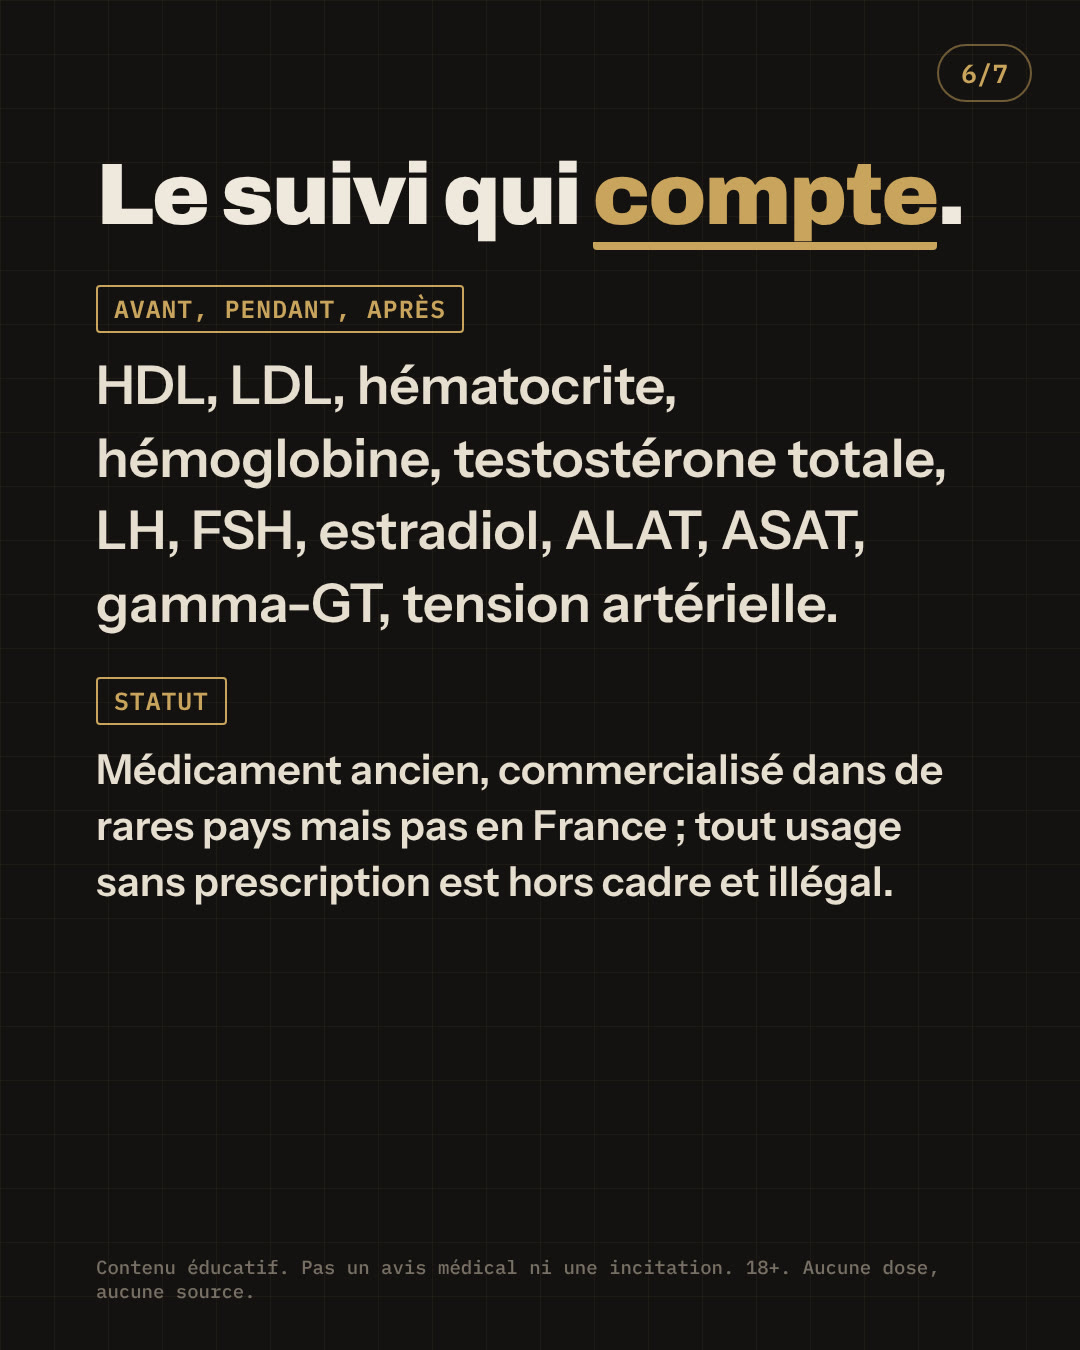 6/7
Le suivi qui compte.
AVANT, PENDANT, APRÈS
HDL, LDL, hématocrite,
hémoglobine, testostérone totale,
LH, FSH, estradiol, ALAT, ASAT,
gamma-GT, tension artérielle.
STATUT
Médicament ancien, commercialisé dans de
rares pays mais pas en France ; tout usage
sans prescription est hors cadre et illégal.
Contenu éducatif. Pas un avis médical ni une incitation. 18+. Aucune dose,
aucune source.